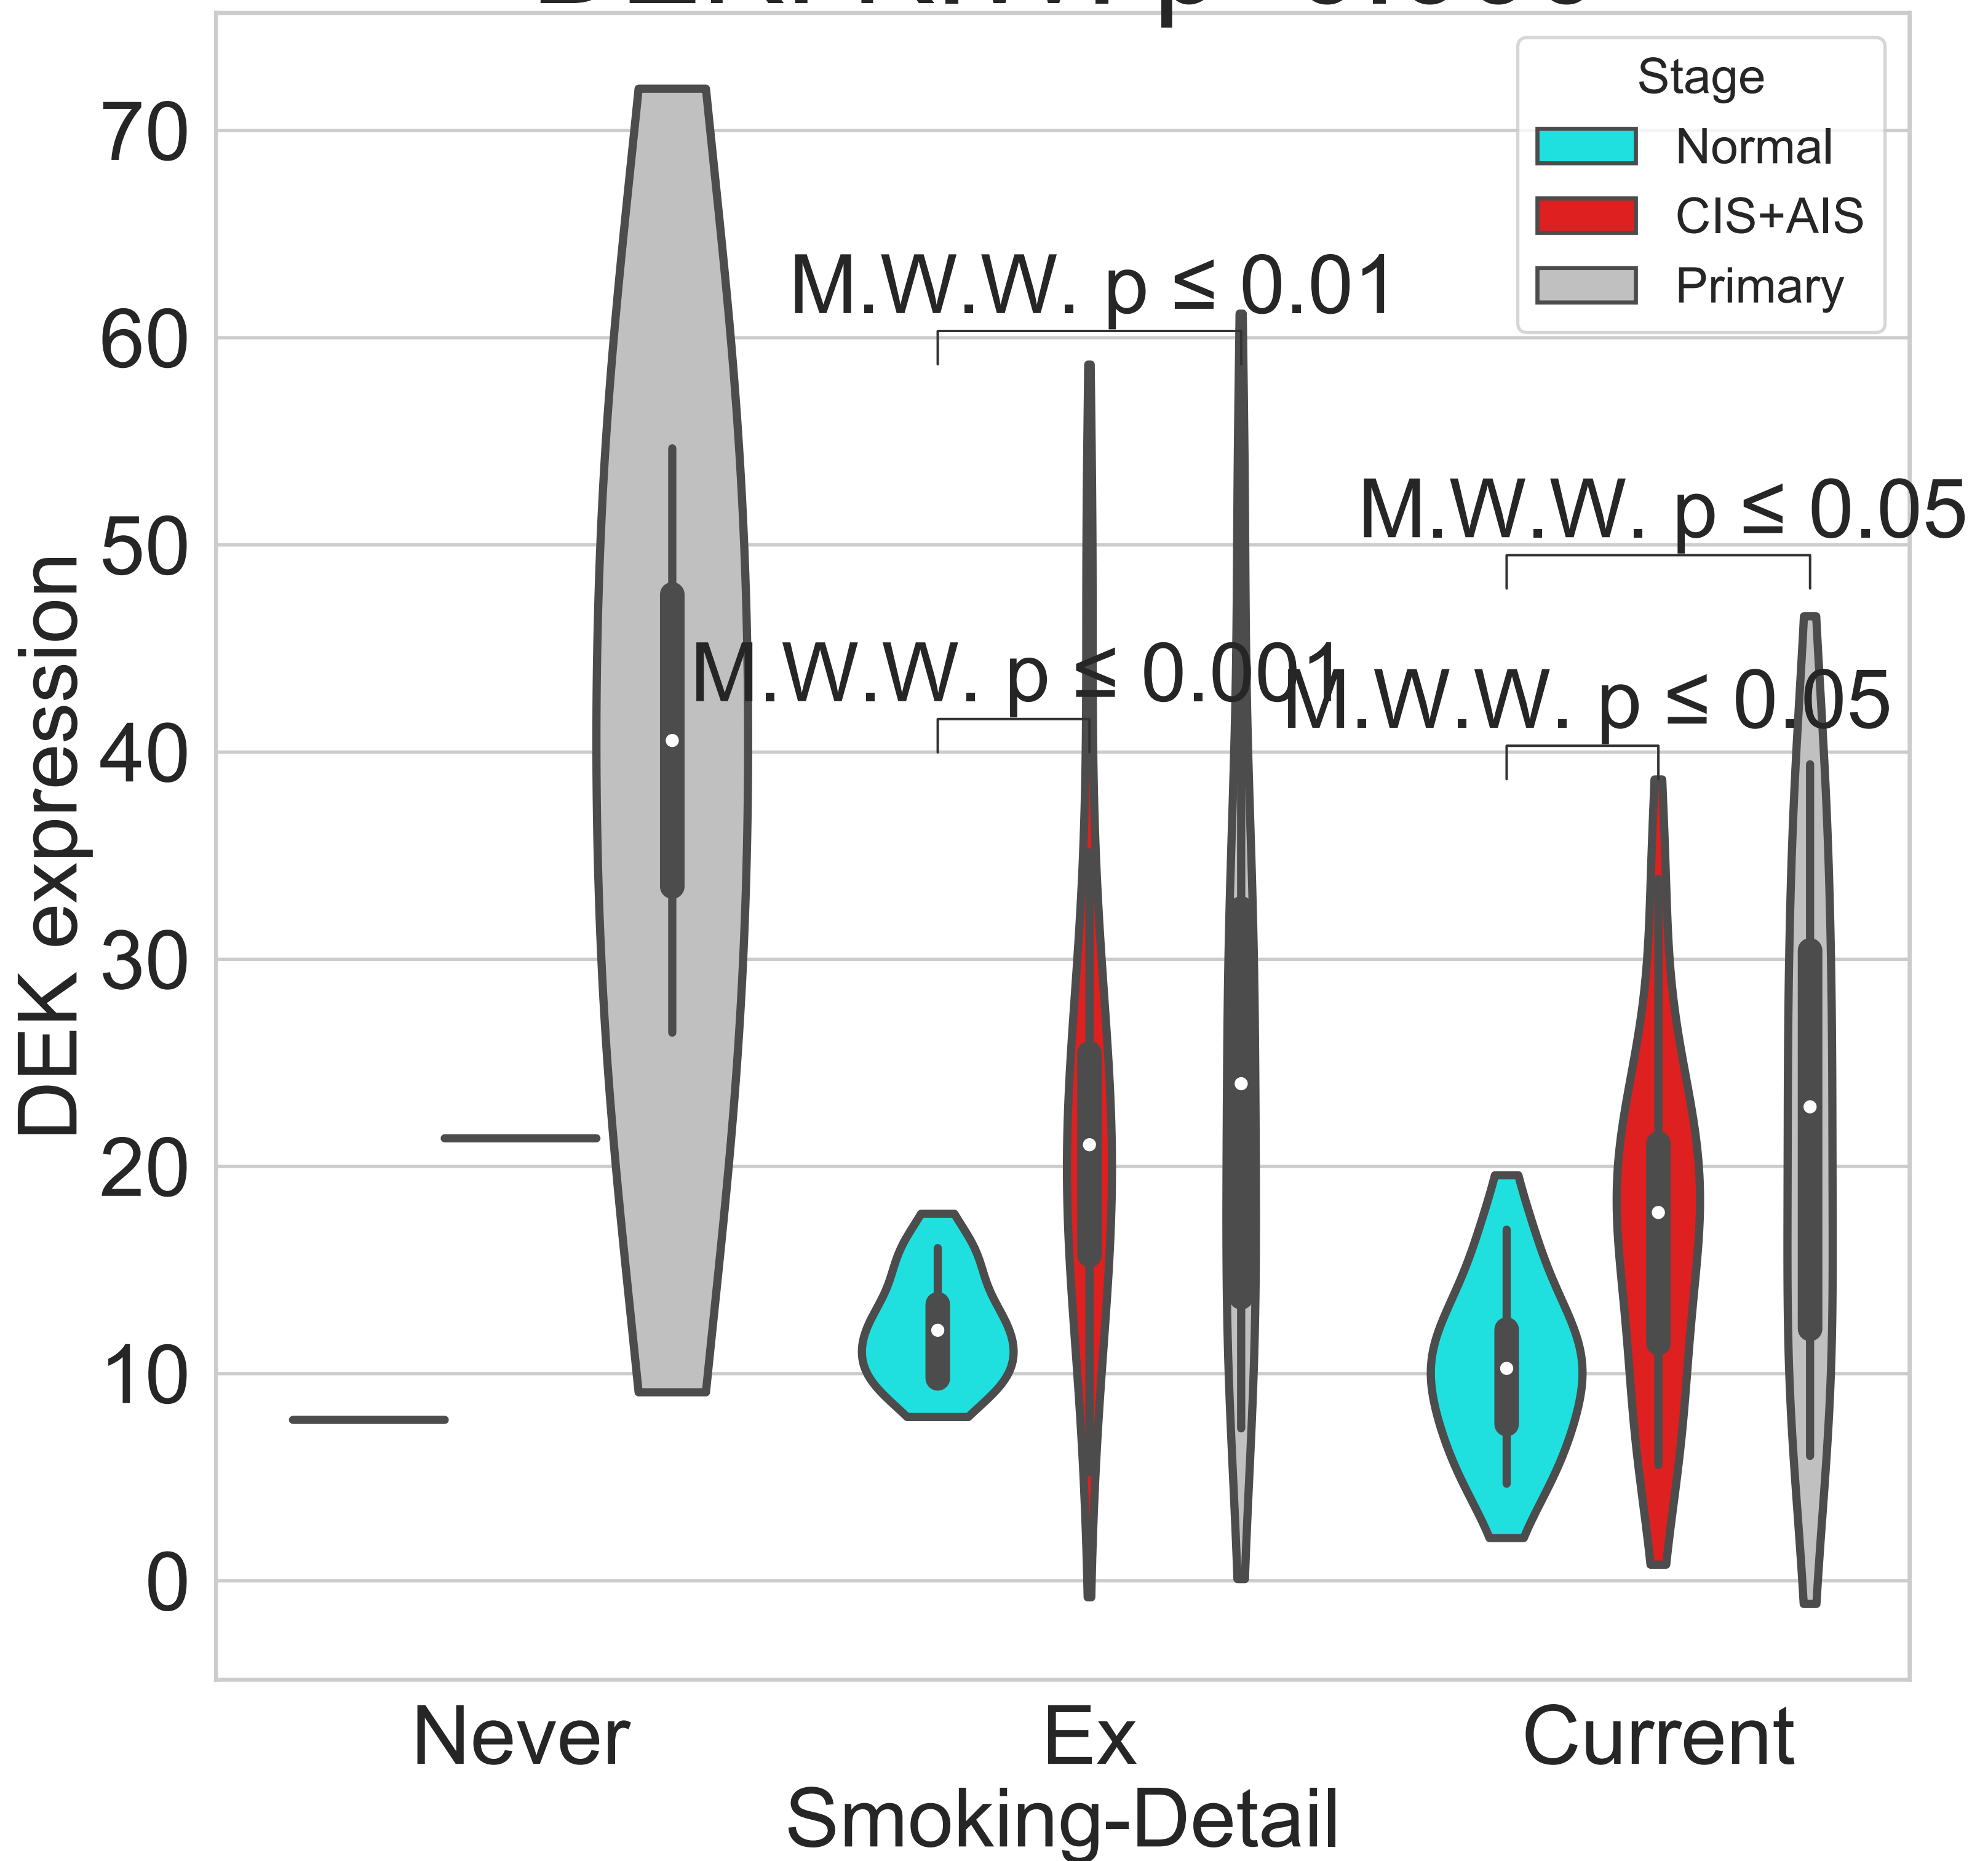 Stage
Normal
CIS+AIS
Primary
70
60
50
40
30
20
10
0
DEK expression
M.W.W. p ≤ 0.01
M.W.W. p ≤ 0.05
M.W.W. p ≤ 0.001
M.W.W. p ≤ 0.05
Never
Ex
Current
Smoking-Detail